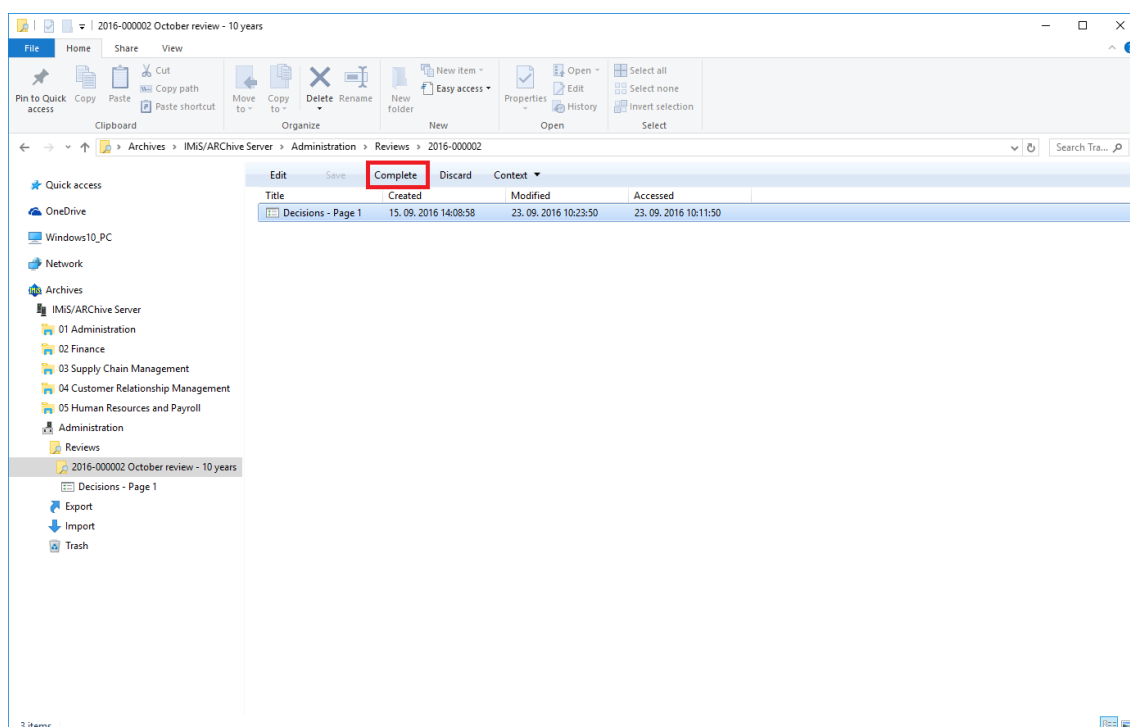 2016-000002 October review - 10 years
File Home Share View
Pin to Quick access
Copy
Paste
Cut
Copy path
Paste shortcut
Clipboard
Move to
Copy to
Delete
Rename
Organize
New folder
New item
Easy access
New
Properties
Open
Edit
History
Open
Select all
Select none
Invert selection
Select
Archives > IMiS/ARChive Server > Administration > Reviews > 2016-000002
Search Tra...
Edit Save Complete Discard Context
Title Created Modified Accessed
Decisions - Page 1 15. 09. 2016 14:08:58 23. 09. 2016 10:23:50 23. 09. 2016 10:11:50
Quick access
OneDrive
Windows10_PC
Network
Archives
IMiS/ARChive Server
01 Administration
02 Finance
03 Supply Chain Management
04 Customer Relationship Management
05 Human Resources and Payroll
Administration
Reviews
2016-000002 October review - 10 years
Decisions - Page 1
Export
Import
Trash
3 items